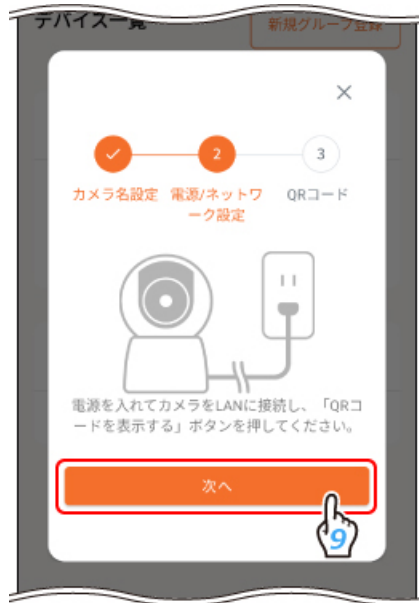 デバイス一覧
新規グループ登録
×
2
3
カメラ名設定
電源/ネットワ
ーク設定
QRコード
電源を入れてカメラをLANに接続し、「QRコ
ードを表示する」ボタンを押してください。
次へ
9